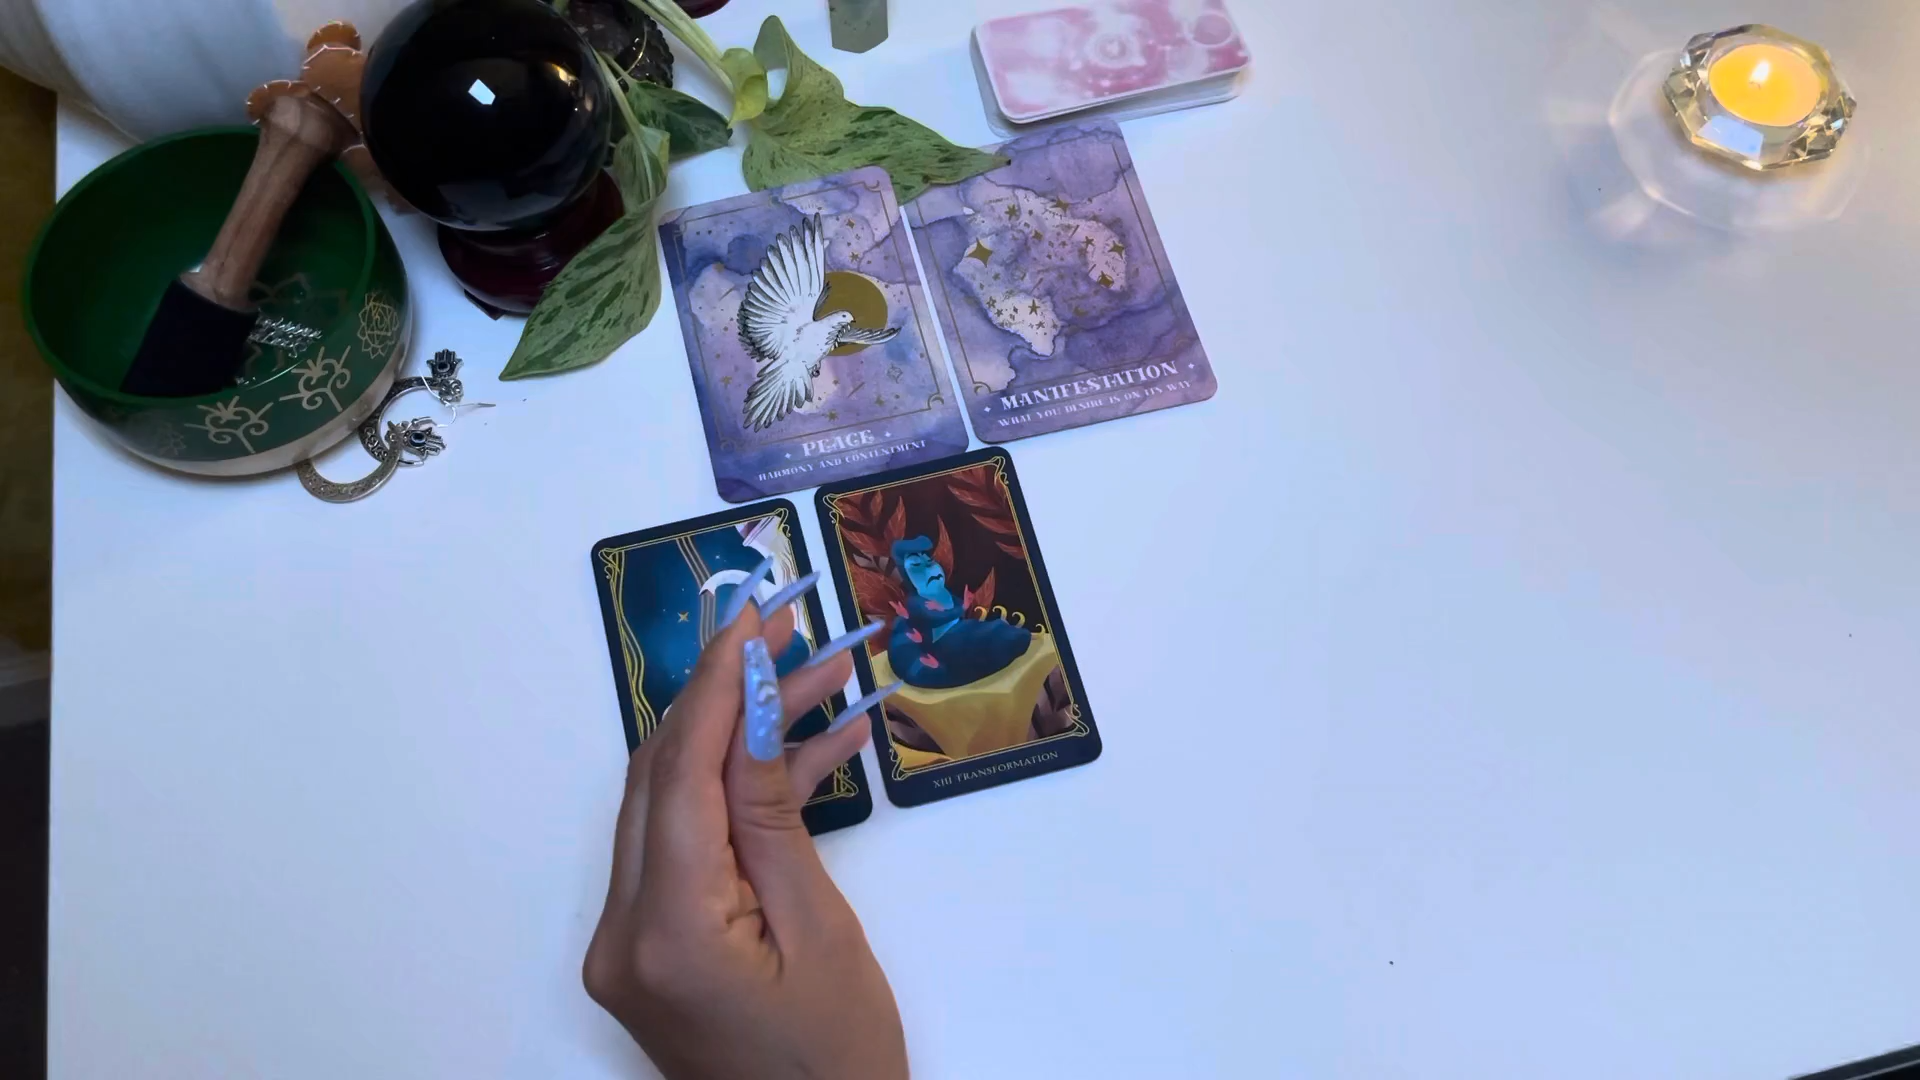 PEACE
HARMONY AND CONTENTMENT
MANIFESTATION
WHAT YOU DESIRE IS ON ITS WAY
XIII TRANSFORMATION